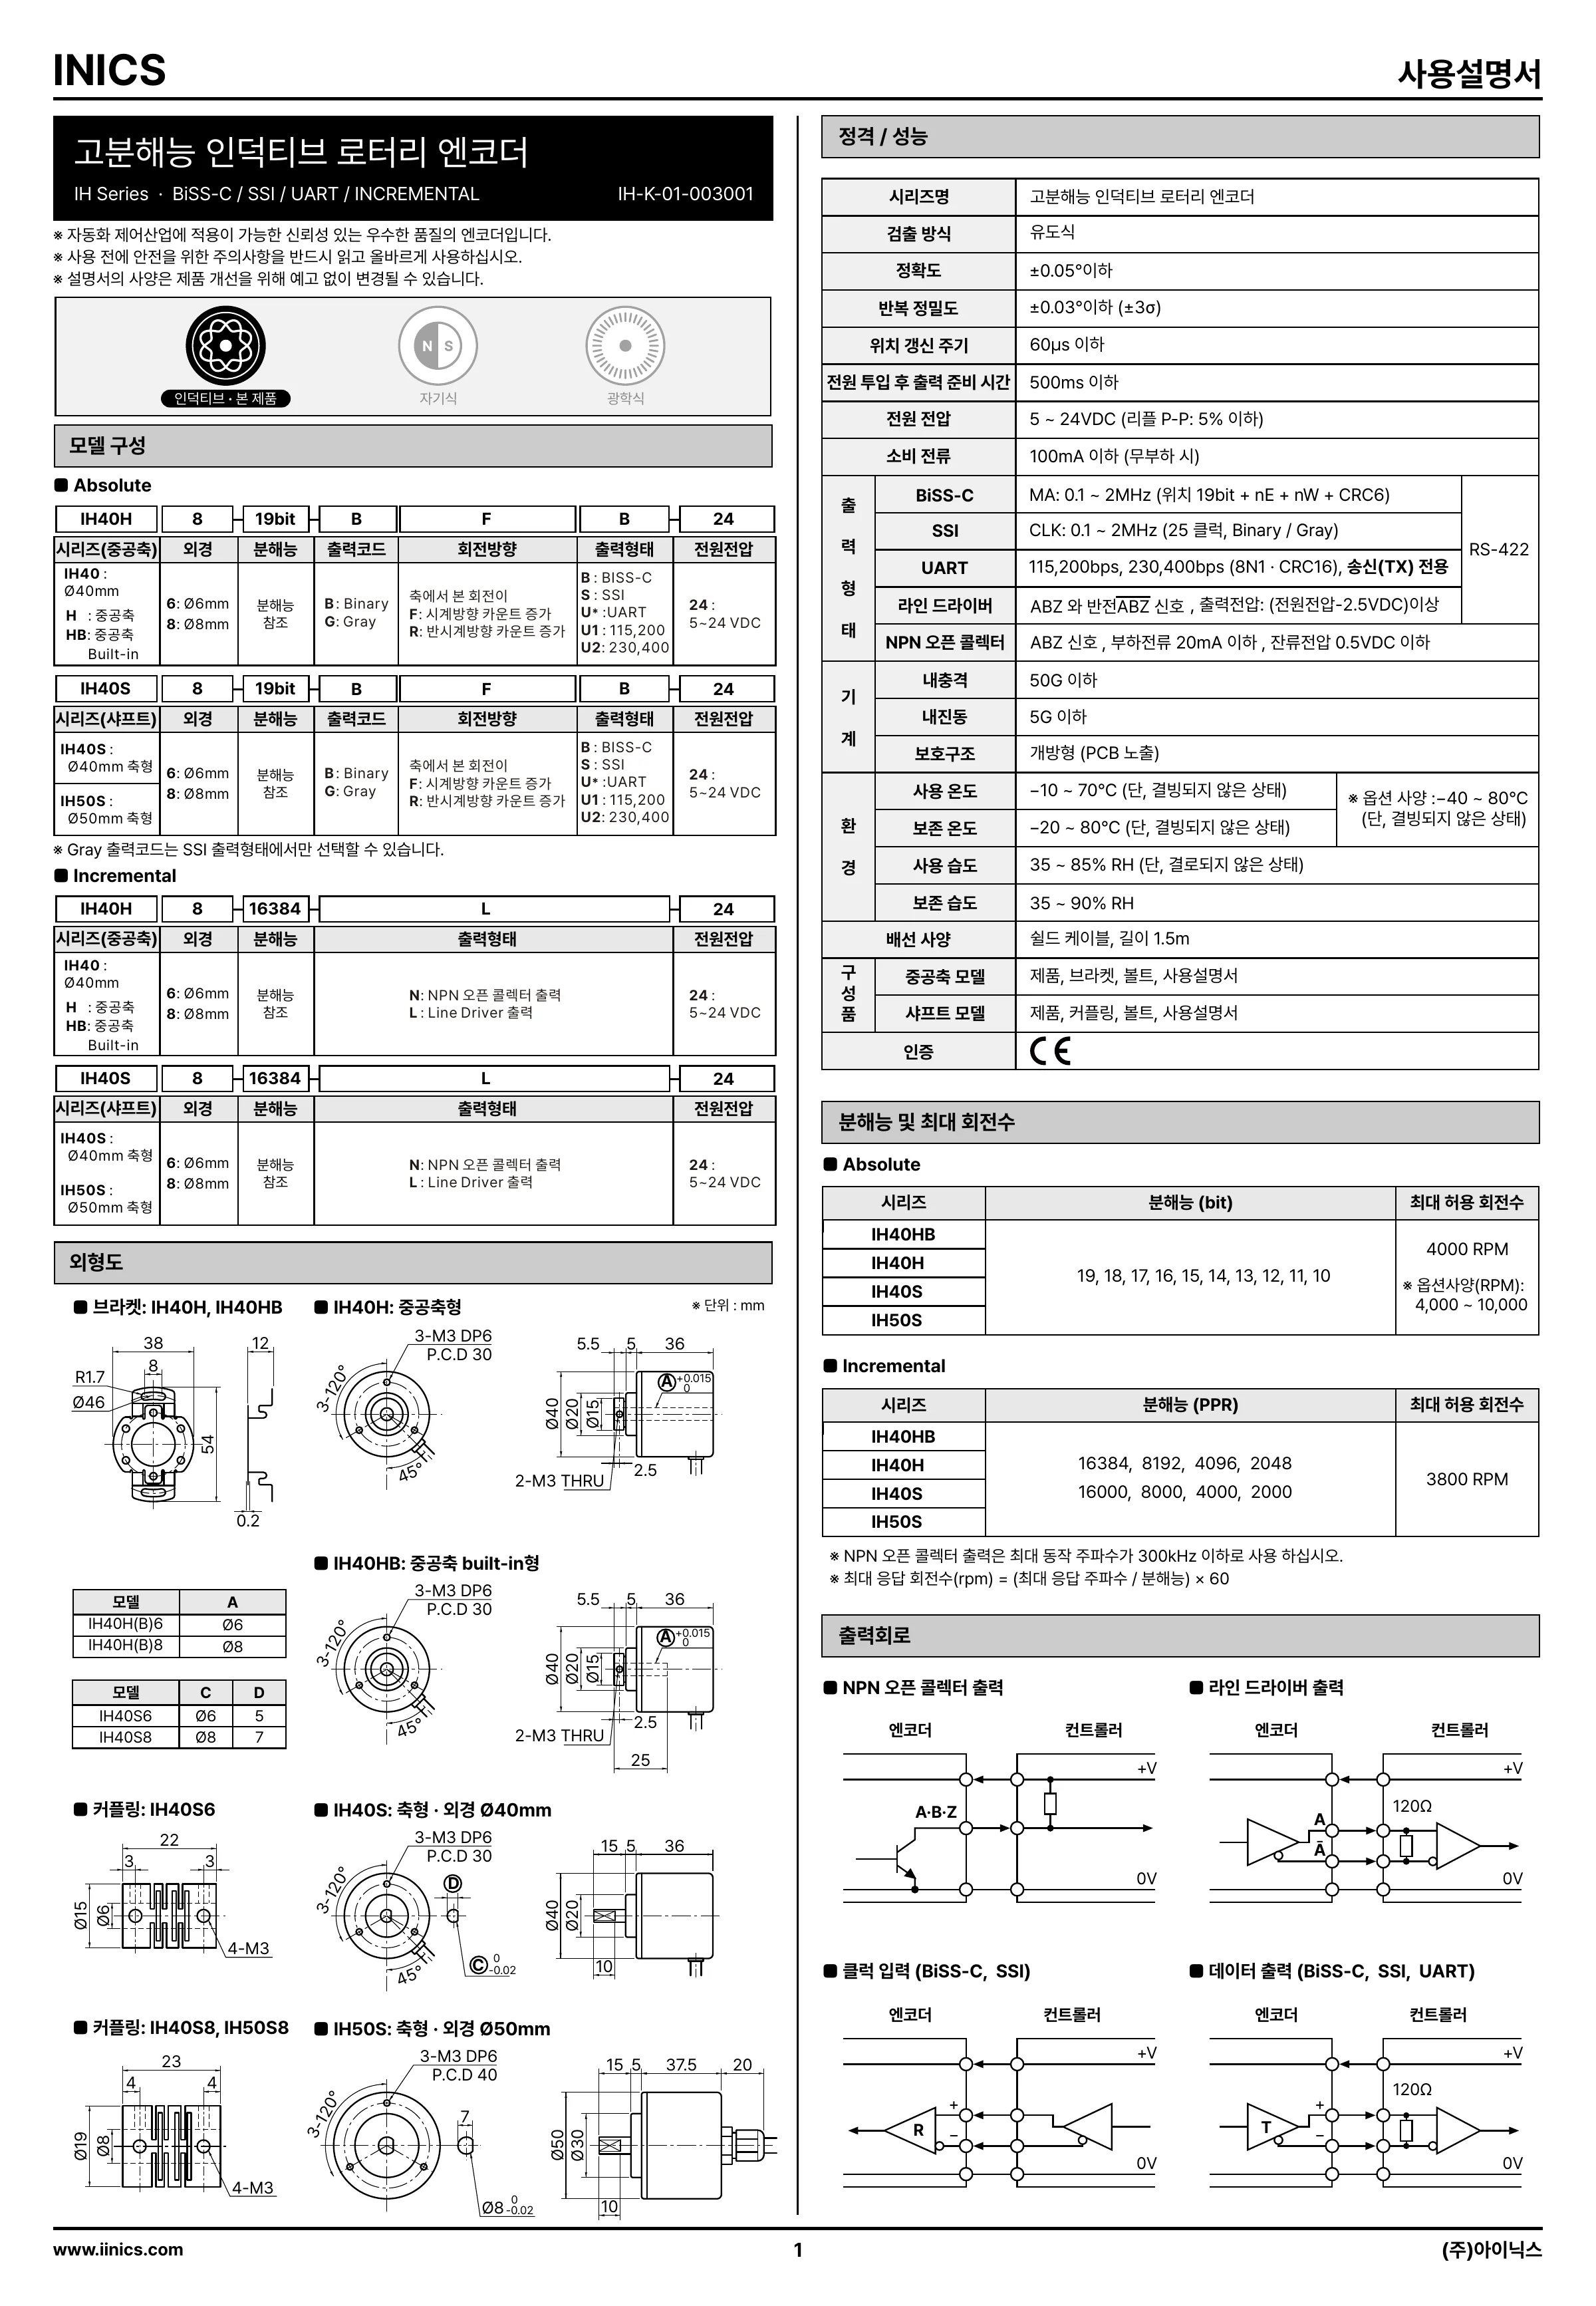 INICS
사용설명서
고분해능 인덕티브 로터리 엔코더
IH Series · BiSS-C / SSI / UART / INCREMENTAL IH-K-01-003001
※ 자동화 제어산업에 적용이 가능한 신뢰성 있는 우수한 품질의 엔코더입니다.
※ 사용 전에 안전을 위한 주의사항을 반드시 읽고 올바르게 사용하십시오.
※ 설명서의 사양은 제품 개선을 위해 예고 없이 변경될 수 있습니다.
N S
인덕티브 · 본 제품 자기식 광학식
모델 구성
■ Absolute
IH40H 8 19bit B F B 24
시리즈(중공축) 외경 분해능 출력코드 회전방향 출력형태 전원전압
IH40 :
Ø40mm
H : 중공축
HB: 중공축
Built-in
6: Ø6mm
8: Ø8mm
분해능
참조
B : Binary
G: Gray
축에서 본 회전이
F: 시계방향 카운트 증가
R: 반시계방향 카운트 증가
B : BISS-C
S : SSI
U* :UART
U1 : 115,200
U2: 230,400
24 :
5~24 VDC
IH40S 8 19bit B F B 24
시리즈(샤프트) 외경 분해능 출력코드 회전방향 출력형태 전원전압
IH40S :
Ø40mm 축형
IH50S :
Ø50mm 축형
6: Ø6mm
8: Ø8mm
분해능
참조
B : Binary
G: Gray
축에서 본 회전이
F: 시계방향 카운트 증가
R: 반시계방향 카운트 증가
B : BISS-C
S : SSI
U* :UART
U1 : 115,200
U2: 230,400
24 :
5~24 VDC
※ Gray 출력코드는 SSI 출력형태에서만 선택할 수 있습니다.
■ Incremental
IH40H 8 16384 L 24
시리즈(중공축) 외경 분해능 출력형태 전원전압
IH40 :
Ø40mm
H : 중공축
HB: 중공축
Built-in
6: Ø6mm
8: Ø8mm
분해능
참조
N: NPN 오픈 콜렉터 출력
L : Line Driver 출력
24 :
5~24 VDC
IH40S 8 16384 L 24
시리즈(샤프트) 외경 분해능 출력형태 전원전압
IH40S :
Ø40mm 축형
IH50S :
Ø50mm 축형
6: Ø6mm
8: Ø8mm
분해능
참조
N: NPN 오픈 콜렉터 출력
L : Line Driver 출력
24 :
5~24 VDC
외형도
■ 브라켓: IH40H, IH40HB
38
12
8
R1.7
Ø46
54
0.2
■ IH40H: 중공축형
※ 단위 : mm
3-M3 DP6
P.C.D 30
3-120°
45°
5.5 5 36
A +0.015
0
Ø40
Ø20
Ø15
2.5
2-M3 THRU
■ IH40HB: 중공축 built-in형
3-M3 DP6
P.C.D 30
3-120°
45°
5.5 5 36
A +0.015
0
Ø40
Ø20
Ø15
2.5
2-M3 THRU
25
모델 A
IH40H(B)6 Ø6
IH40H(B)8 Ø8
모델 C D
IH40S6 Ø6 5
IH40S8 Ø8 7
■ 커플링: IH40S6
22
3 3
Ø15
Ø6
4-M3
■ IH40S: 축형 · 외경 Ø40mm
3-M3 DP6
P.C.D 30
3-120°
45°
D
C 0
-0.02
15 5 36
Ø40
Ø20
10
■ 커플링: IH40S8, IH50S8
23
4 4
Ø19
Ø8
4-M3
■ IH50S: 축형 · 외경 Ø50mm
3-M3 DP6
P.C.D 40
3-120°
7
Ø8 0
-0.02
15 5 37.5 20
Ø50
Ø30
10
정격 / 성능
시리즈명 고분해능 인덕티브 로터리 엔코더
검출 방식 유도식
정확도 ±0.05°이하
반복 정밀도 ±0.03°이하 (±3σ)
위치 갱신 주기 60µs 이하
전원 투입 후 출력 준비 시간 500ms 이하
전원 전압 5 ~ 24VDC (리플 P-P: 5% 이하)
소비 전류 100mA 이하 (무부하 시)
출력형태
BiSS-C MA: 0.1 ~ 2MHz (위치 19bit + nE + nW + CRC6)
SSI CLK: 0.1 ~ 2MHz (25 클럭, Binary / Gray)
UART 115,200bps, 230,400bps (8N1 · CRC16), 송신(TX) 전용
라인 드라이버 ABZ 와 반전A̅B̅Z̅ 신호 , 출력전압: (전원전압-2.5VDC)이상
RS-422
NPN 오픈 콜렉터 ABZ 신호 , 부하전류 20mA 이하 , 잔류전압 0.5VDC 이하
기계
내충격 50G 이하
내진동 5G 이하
보호구조 개방형 (PCB 노출)
환경
사용 온도 −10 ~ 70°C (단, 결빙되지 않은 상태)
보존 온도 −20 ~ 80°C (단, 결빙되지 않은 상태)
※ 옵션 사양 :−40 ~ 80°C
(단, 결빙되지 않은 상태)
사용 습도 35 ~ 85% RH (단, 결로되지 않은 상태)
보존 습도 35 ~ 90% RH
배선 사양 쉴드 케이블, 길이 1.5m
구성품
중공축 모델 제품, 브라켓, 볼트, 사용설명서
샤프트 모델 제품, 커플링, 볼트, 사용설명서
인증 CE
분해능 및 최대 회전수
■ Absolute
시리즈 분해능 (bit) 최대 허용 회전수
IH40HB
IH40H
IH40S
IH50S
19, 18, 17, 16, 15, 14, 13, 12, 11, 10
4000 RPM
※ 옵션사양(RPM):
4,000 ~ 10,000
■ Incremental
시리즈 분해능 (PPR) 최대 허용 회전수
IH40HB
IH40H
IH40S
IH50S
16384, 8192, 4096, 2048
16000, 8000, 4000, 2000
3800 RPM
※ NPN 오픈 콜렉터 출력은 최대 동작 주파수가 300kHz 이하로 사용 하십시오.
※ 최대 응답 회전수(rpm) = (최대 응답 주파수 / 분해능) × 60
출력회로
■ NPN 오픈 콜렉터 출력
엔코더 컨트롤러
+V
A·B·Z
0V
■ 라인 드라이버 출력
엔코더 컨트롤러
+V
A
Ā
120Ω
0V
■ 클럭 입력 (BiSS-C, SSI)
엔코더 컨트롤러
+V
R
+
−
0V
■ 데이터 출력 (BiSS-C, SSI, UART)
엔코더 컨트롤러
+V
T
+
−
120Ω
0V
www.iinics.com 1 (주)아이닉스